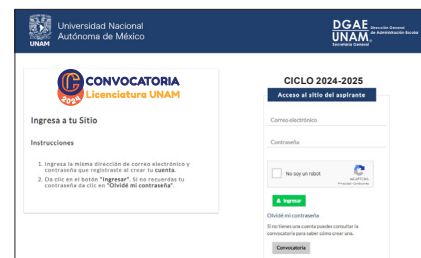 UNAM
Universidad Nacional
Autónoma de México
DGAE
UNAM
Dirección General
de Administración Escolar
Secretaría General
CONVOCATORIA
Licenciatura UNAM
2024
Ingresa a tu Sitio
Instrucciones
1. Ingresa la misma dirección de correo electrónico y
contraseña que registraste al crear tu cuenta.
2. Da clic en el botón "Ingresar". Si no recuerdas tu
contraseña da clic en "Olvidé mi contraseña".
CICLO 2024-2025
Acceso al sitio del aspirante
Correo electrónico
Contraseña
No soy un robot
reCAPTCHA
Privacidad - Condiciones
Ingresar
Olvidé mi contraseña
Si no tienes una cuenta puedes consultar la
convocatoria para saber cómo crear una.
Convocatoria